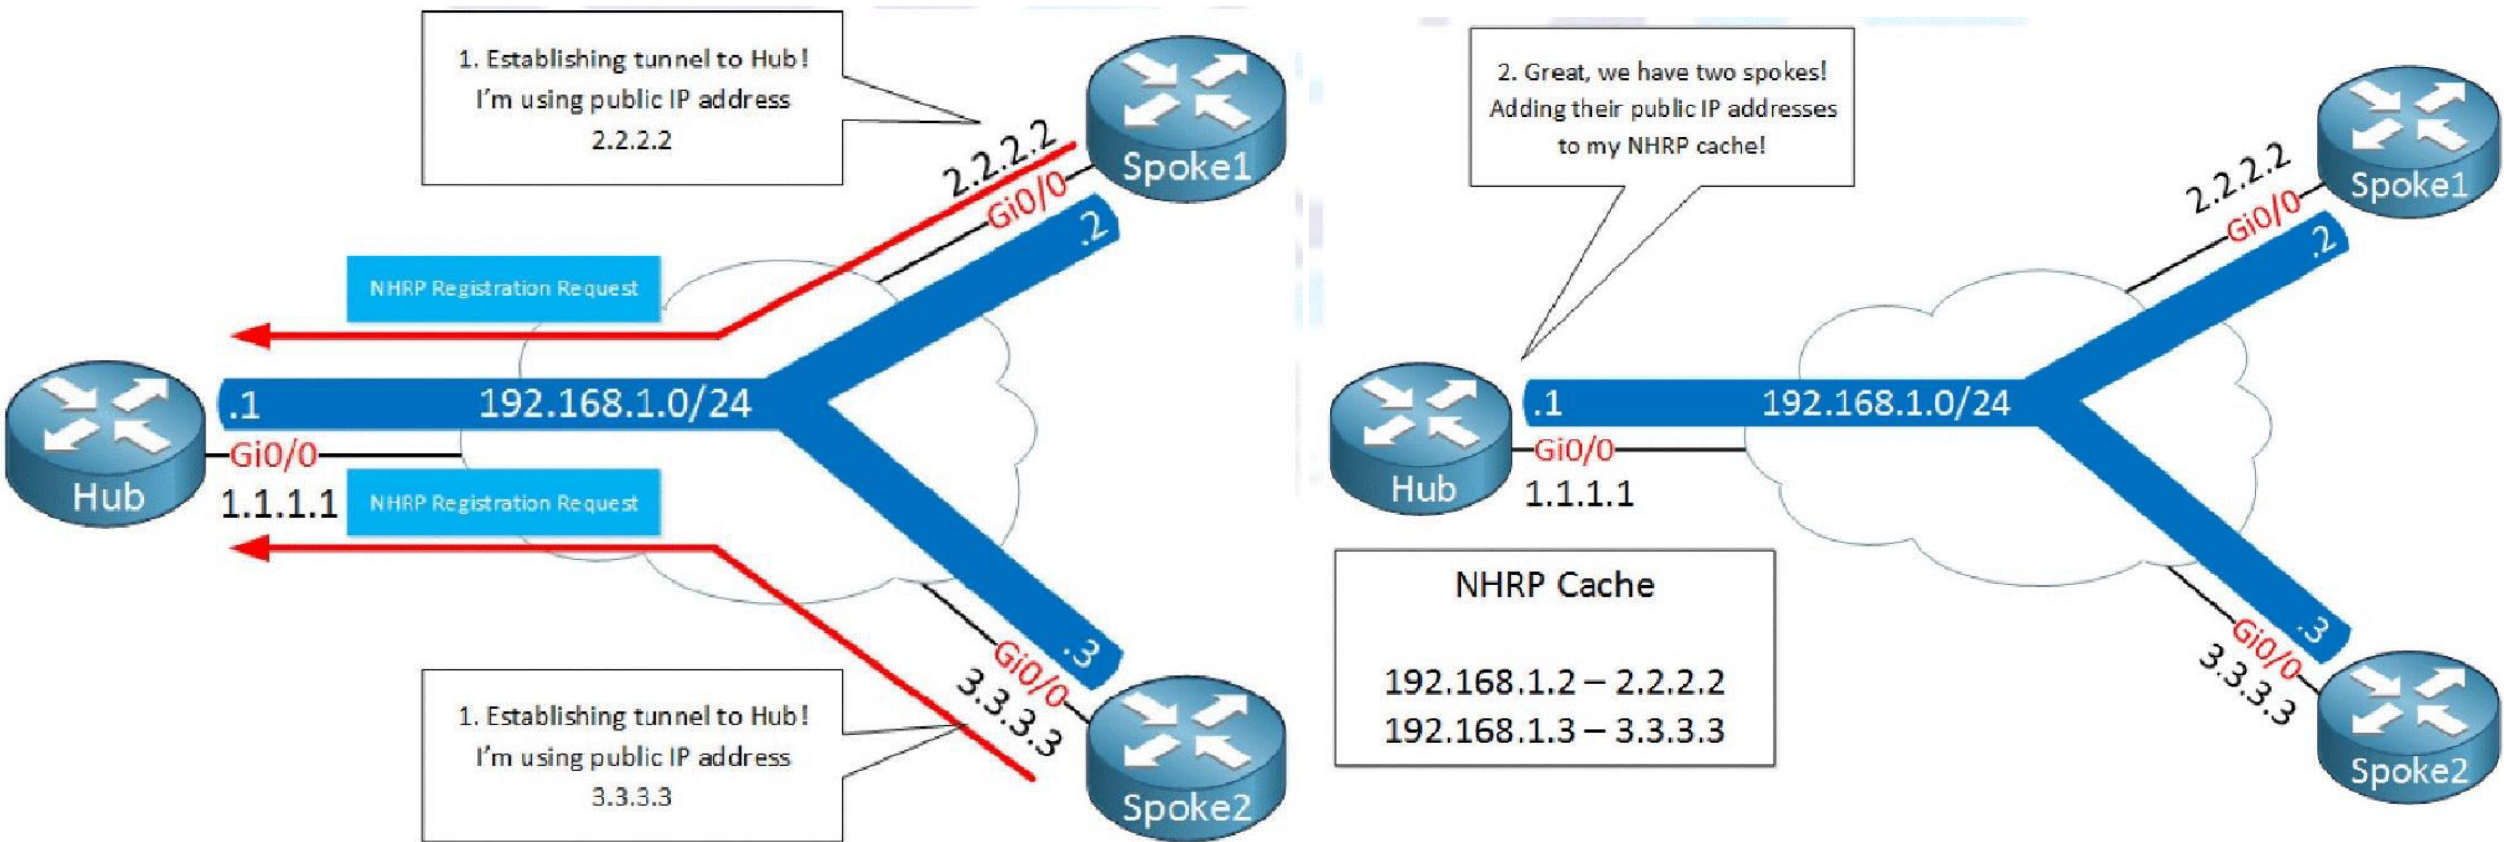 1. Establishing tunnel to Hub!
I'm using public IP address
2.2.2.2
2.2.2.2
Gi0/0
Spoke1
.2
NHRP Registration Request
.1
192.168.1.0/24
Gi0/0
Hub
1.1.1.1
NHRP Registration Request
.3
Gi0/0
3.3.3.3
Spoke2
1. Establishing tunnel to Hub!
I'm using public IP address
3.3.3.3
2. Great, we have two spokes!
Adding their public IP addresses
to my NHRP cache!
2.2.2.2
Gi0/0
Spoke1
.2
.1
192.168.1.0/24
Gi0/0
Hub
1.1.1.1
NHRP Cache
192.168.1.2 – 2.2.2.2
192.168.1.3 – 3.3.3.3
.3
Gi0/0
3.3.3.3
Spoke2